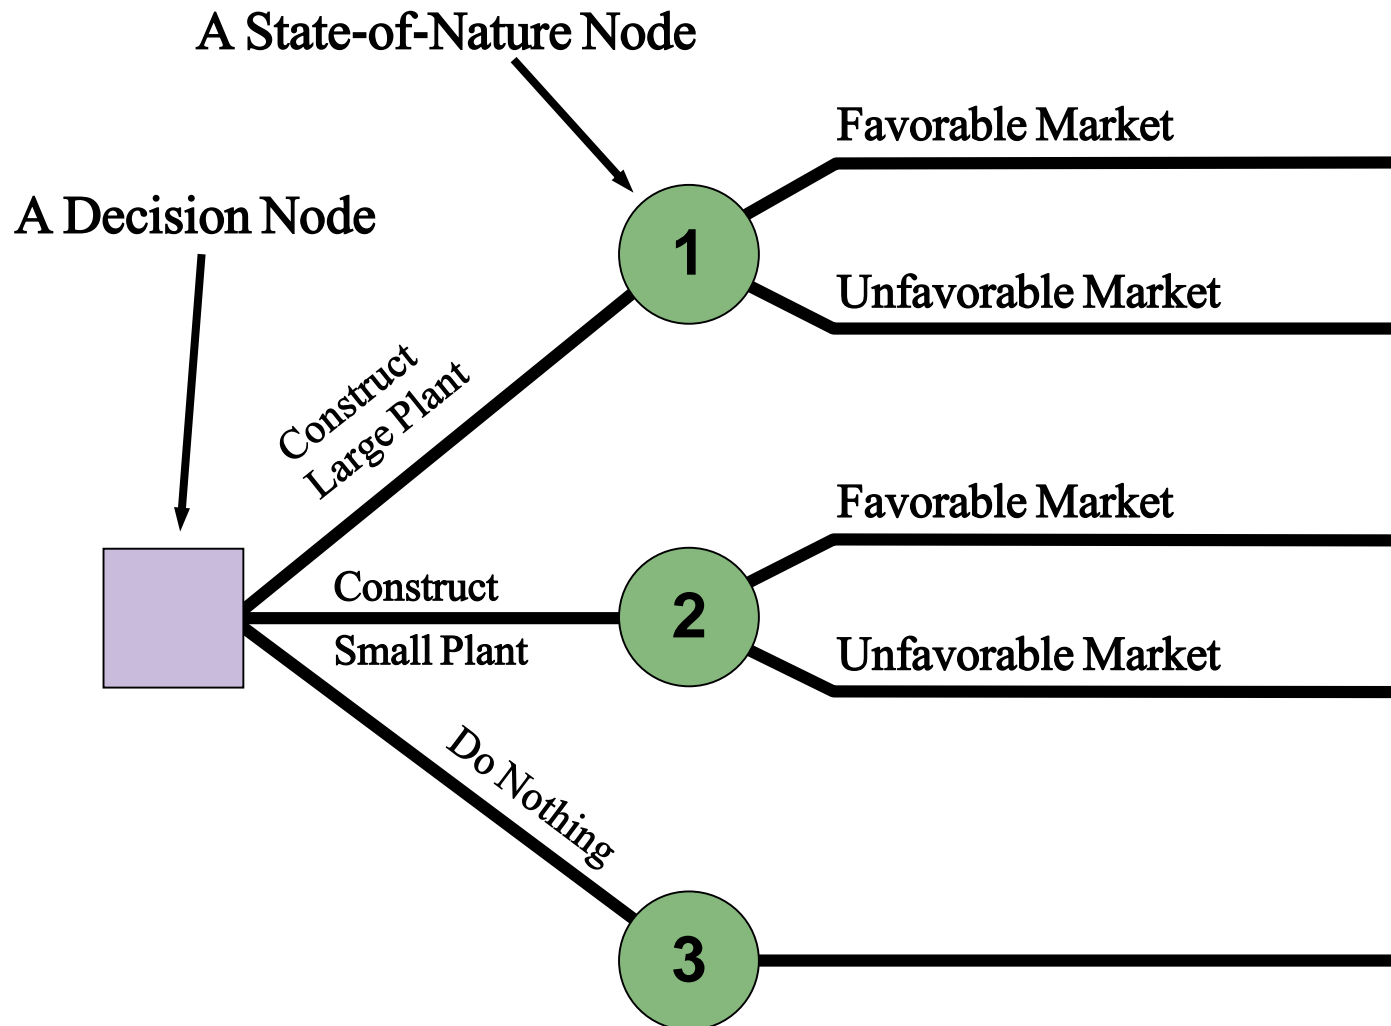 A State-of-Nature Node
Favorable Market
A Decision Node
1
Unfavorable Market
Construct
Large Plant
Favorable Market
Construct
2
Small Plant
Unfavorable Market
Do Nothing
3